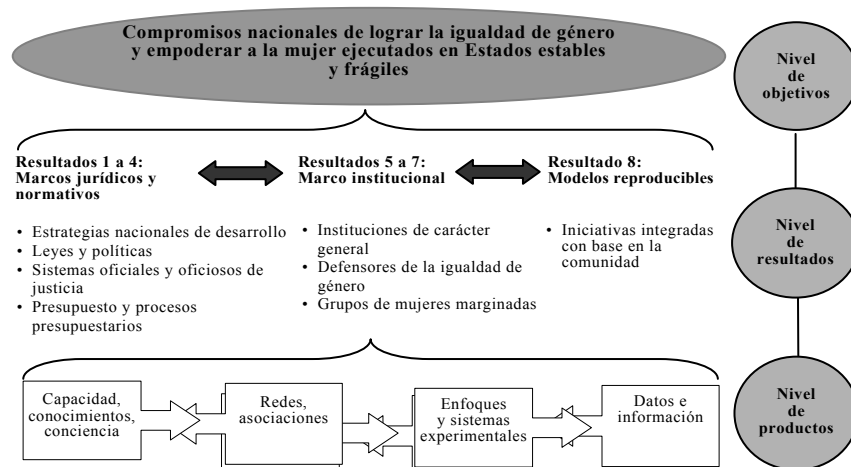 Compromisos nacionales de lograr la igualdad de género
y empoderar a la mujer ejecutados en Estados estables
y frágiles
Nivel
de
objetivos
Resultados 1 a 4:
Marcos jurídicos y
normativos
Resultados 5 a 7:
Marco institucional
Resultado 8:
Modelos reproducibles
• Estrategias nacionales de desarrollo
• Leyes y políticas
• Sistemas oficiales y oficiosos de
justicia
• Presupuesto y procesos
presupuestarios
• Instituciones de carácter
general
• Defensores de la igualdad de
género
• Grupos de mujeres marginadas
• Iniciativas integradas
con base en la
comunidad
Nivel
de
resultados
Capacidad,
conocimientos,
conciencia
Redes,
asociaciones
Enfoques
y sistemas
experimentales
Datos e
información
Nivel
de
productos